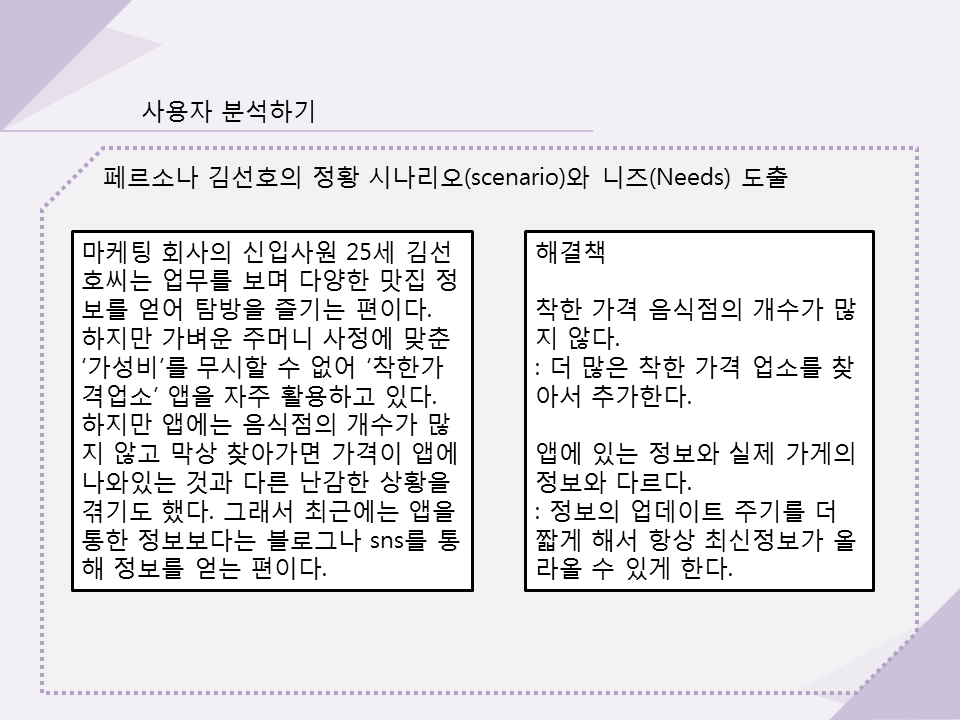 사용자 분석하기
페르소나 김선호의 정황 시나리오(scenario)와 니즈(Needs) 도출
마케팅 회사의 신입사원 25세 김선
호씨는 업무를 보며 다양한 맛집 정
보를 얻어 탐방을 즐기는 편이다.
하지만 가벼운 주머니 사정에 맞춘
‘가성비’를 무시할 수 없어 ‘착한가
격업소’ 앱을 자주 활용하고 있다.
하지만 앱에는 음식점의 개수가 많
지 않고 막상 찾아가면 가격이 앱에
나와있는 것과 다른 난감한 상황을
겪기도 했다. 그래서 최근에는 앱을
통한 정보보다는 블로그나 sns를 통
해 정보를 얻는 편이다.
해결책
착한 가격 음식점의 개수가 많
지 않다.
: 더 많은 착한 가격 업소를 찾
아서 추가한다.
앱에 있는 정보와 실제 가게의
정보와 다르다.
: 정보의 업데이트 주기를 더
짧게 해서 항상 최신정보가 올
라올 수 있게 한다.